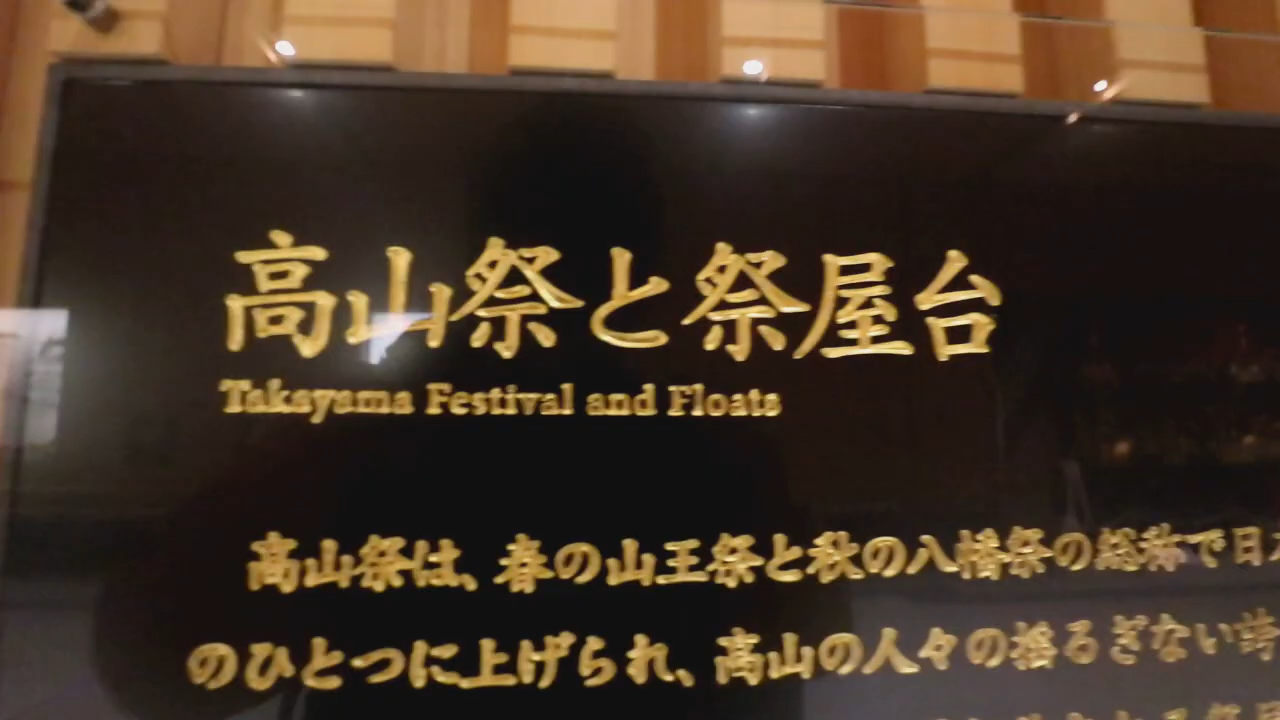 高山祭と祭屋台
Takayama Festival and Floats
高山祭は、春の山王祭と秋の八幡祭の総称で日
のひとつに上げられ、高山の人々の揺るぎない誇